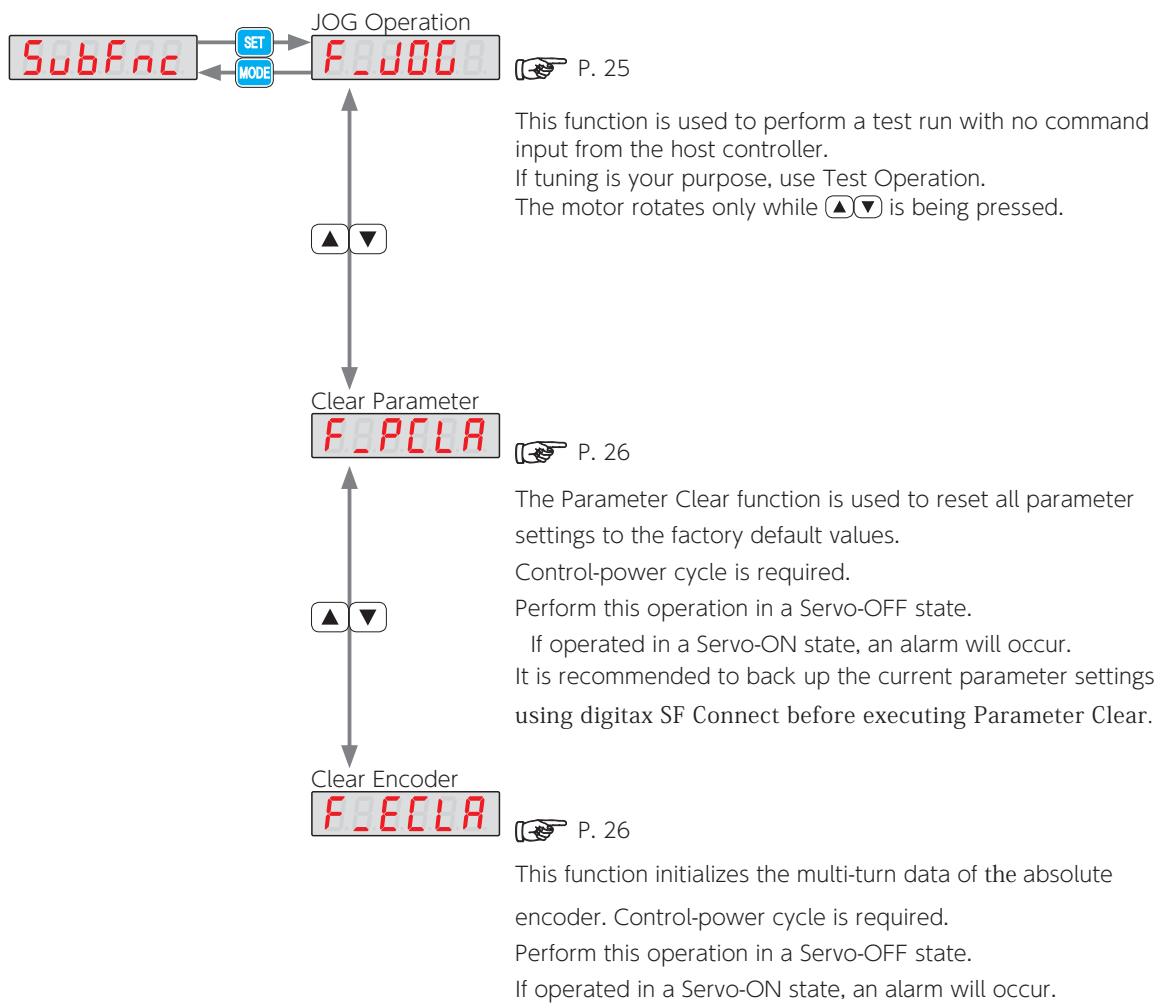 JOG Operation
SubFnc SET F_JOG
MODE
P. 25
This function is used to perform a test run with no command
input from the host controller.
If tuning is your purpose, use Test Operation.
The motor rotates only while ▲▼ is being pressed.
▲ ▼
Clear Parameter
F_PCLA
P. 26
The Parameter Clear function is used to reset all parameter
settings to the factory default values.
Control-power cycle is required.
Perform this operation in a Servo-OFF state.
If operated in a Servo-ON state, an alarm will occur.
It is recommended to back up the current parameter settings
using digitax SF Connect before executing Parameter Clear.
▲ ▼
Clear Encoder
F_ECLA
P. 26
This function initializes the multi-turn data of the absolute
encoder. Control-power cycle is required.
Perform this operation in a Servo-OFF state.
If operated in a Servo-ON state, an alarm will occur.